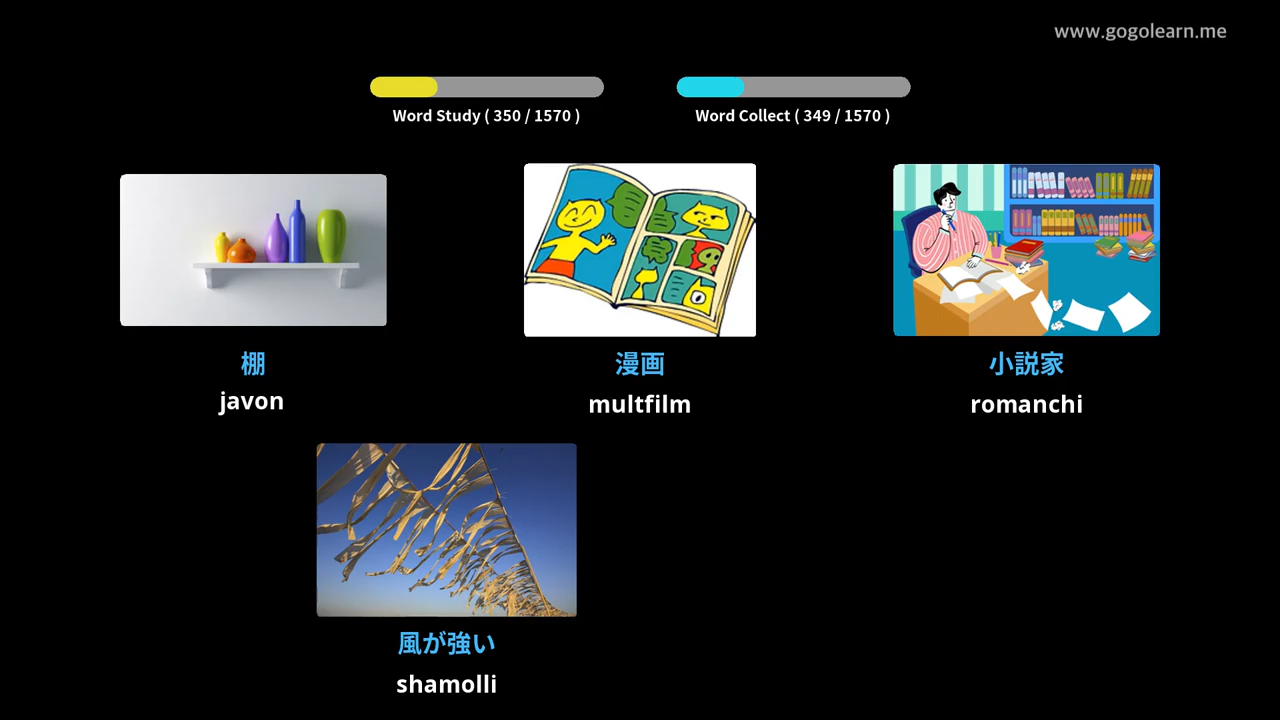 www.gogolearn.me
Word Study ( 350 / 1570 )
Word Collect ( 349 / 1570 )
棚
javon
漫画
multfilm
小説家
romanchi
風が強い
shamolli